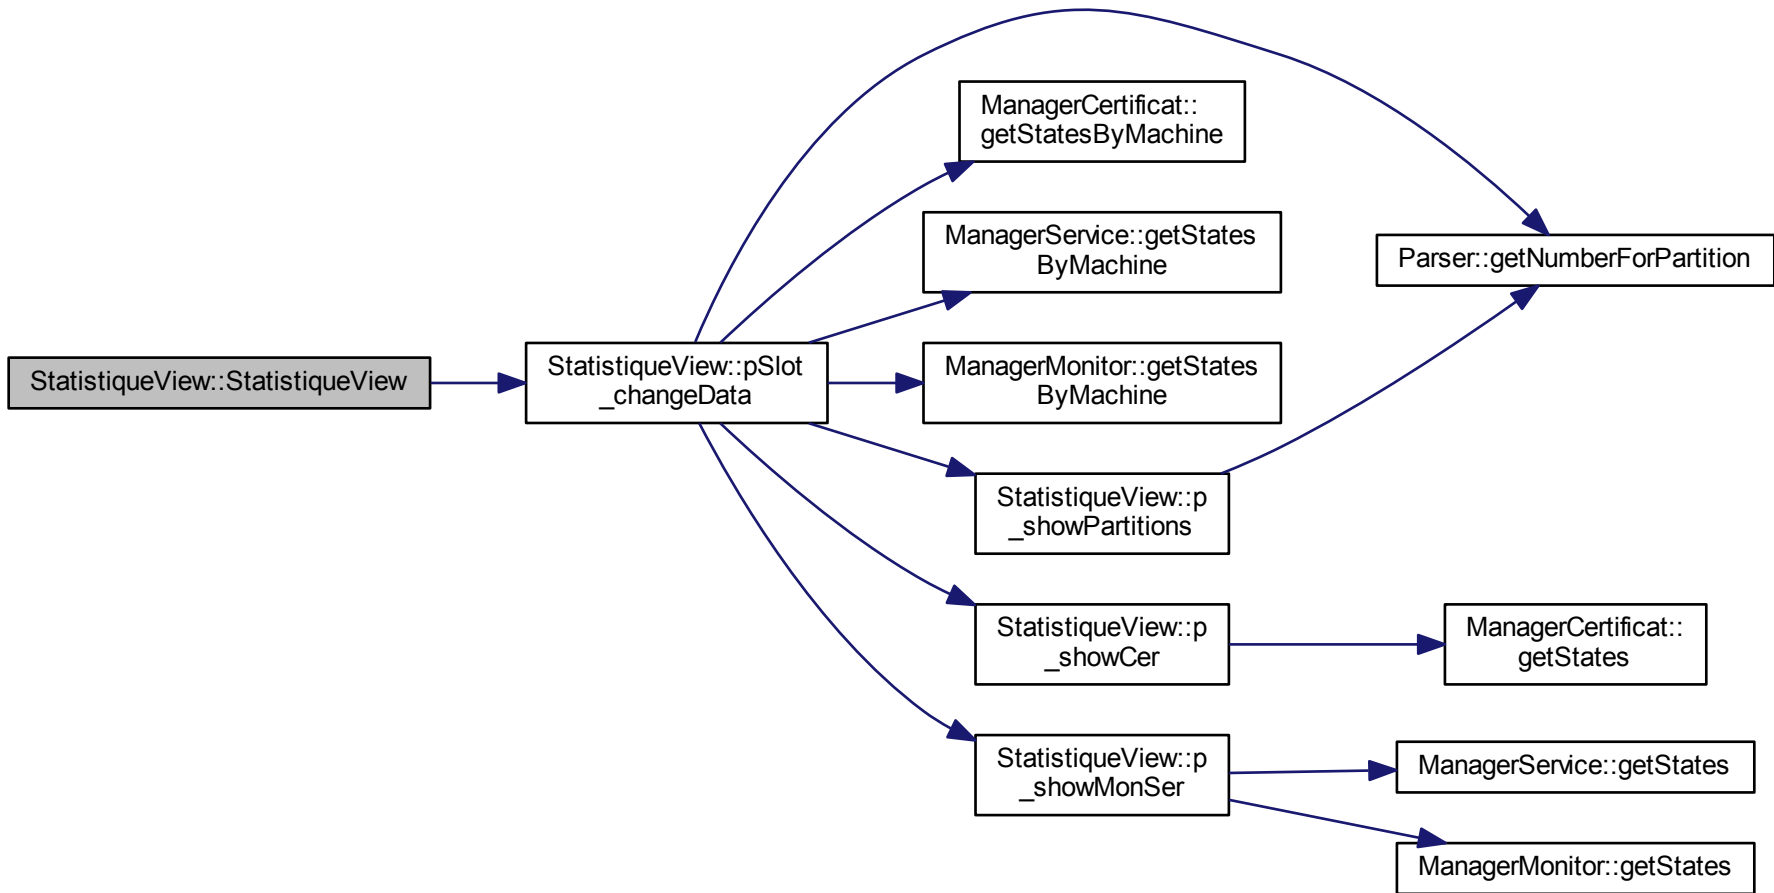 StatistiqueView::StatistiqueView
StatistiqueView::pSlot
_changeData
ManagerCertificat::
getStatesByMachine
ManagerService::getStates
ByMachine
ManagerMonitor::getStates
ByMachine
StatistiqueView::p
_showPartitions
StatistiqueView::p
_showCer
StatistiqueView::p
_showMonSer
Parser::getNumberForPartition
ManagerCertificat::
getStates
ManagerService::getStates
ManagerMonitor::getStates